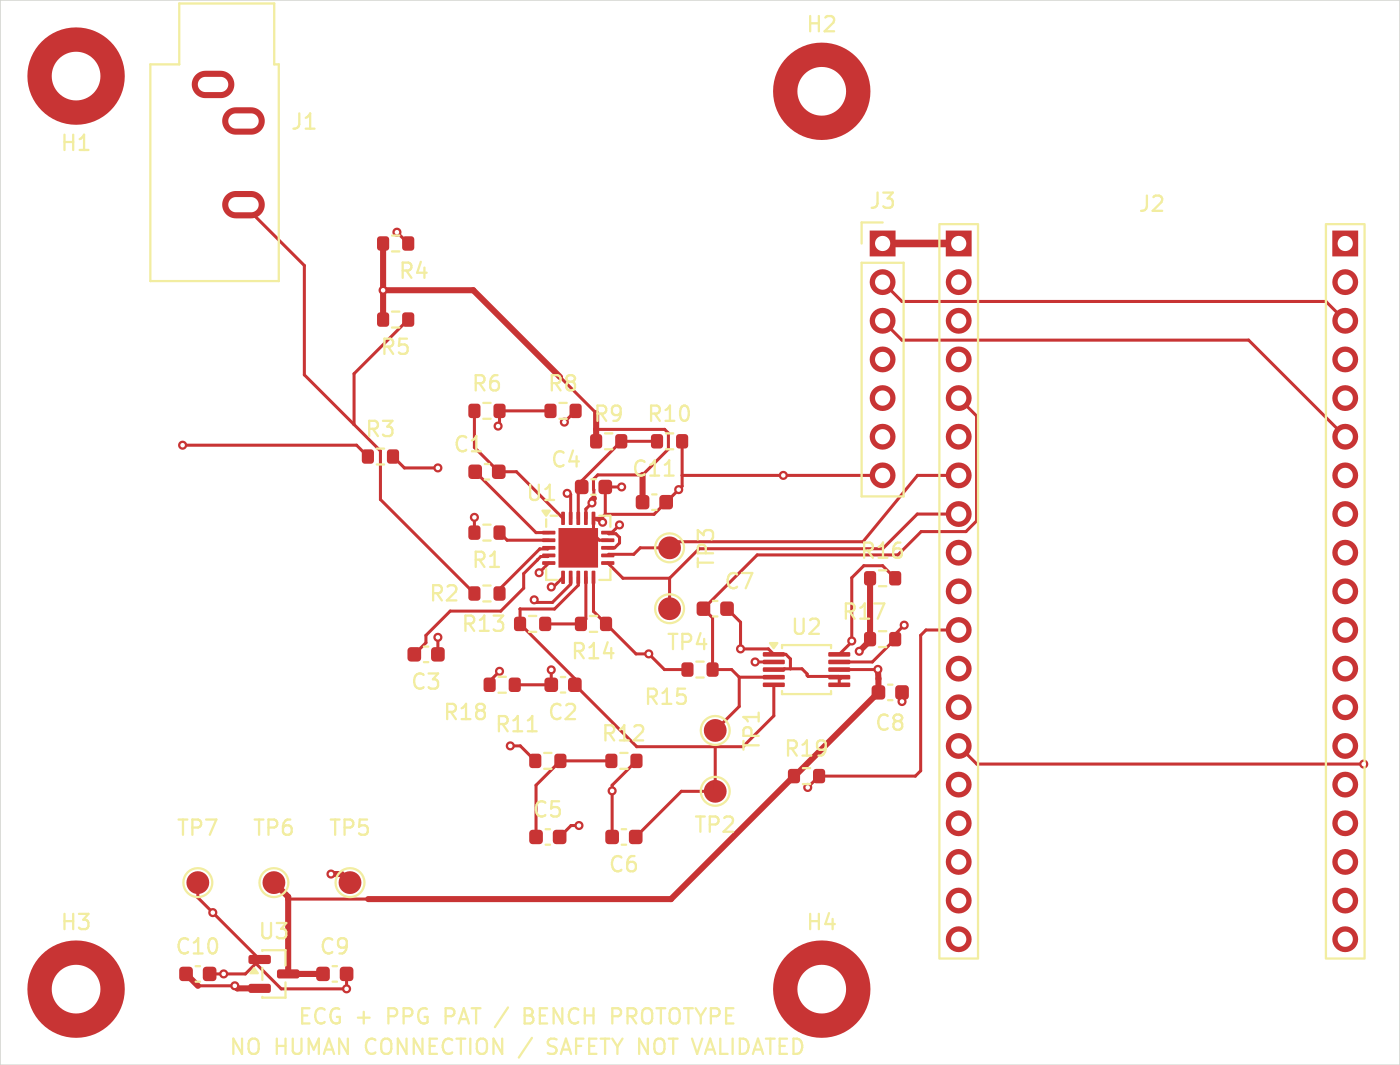 H2
J1
H1
J3
J2
R4
R5
R6
R8
R9
R10
R3
C1
C4
C11
U1
TP3
R1
R16
R2
C7
R17
R13
TP4
U2
R14
C3
R15
R18
R11
C2
TP1
C8
R12
R19
C5
TP2
C6
TP7
TP6
TP5
H3
U3
H4
C10
C9
ECG + PPG PAT / BENCH PROTOTYPE
NO HUMAN CONNECTION / SAFETY NOT VALIDATED